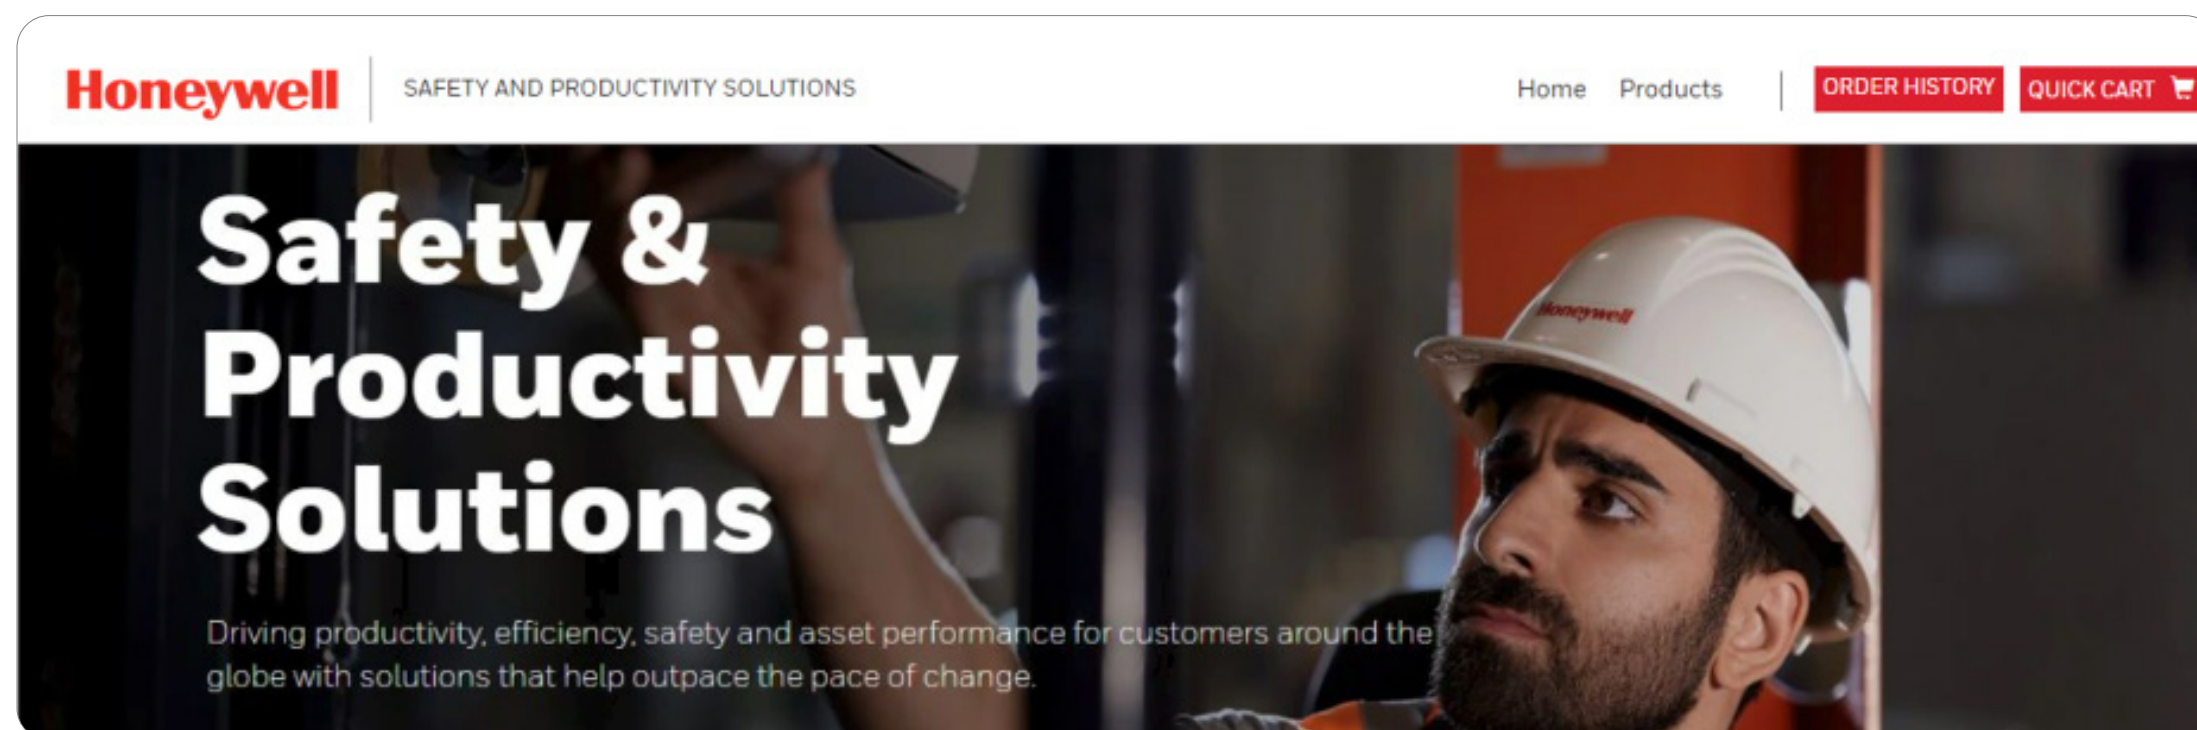 Honeywell
SAFETY AND PRODUCTIVITY SOLUTIONS
Home
Products
ORDER HISTORY
QUICK CART
Safety &
Productivity
Solutions
Honeywell
Driving productivity, efficiency, safety and asset performance for customers around the
globe with solutions that help outpace the pace of change.